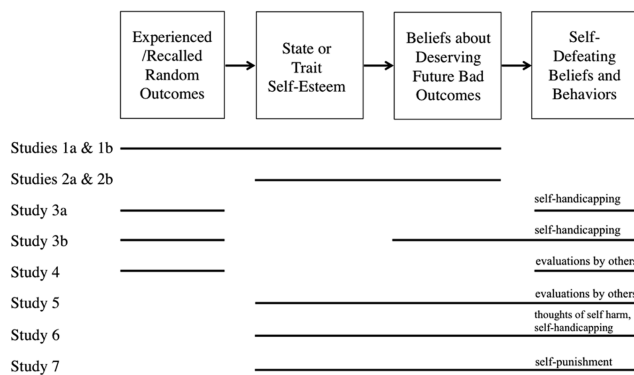 Experienced
/Recalled
Random
Outcomes
State or
Trait
Self-Esteem
Beliefs about
Deserving
Future Bad
Outcomes
Self-
Defeating
Beliefs and
Behaviors
Studies 1a & 1b
Studies 2a & 2b
Study 3a
self-handicapping
Study 3b
self-handicapping
Study 4
evaluations by others
Study 5
evaluations by others
Study 6
thoughts of self harm,
self-handicapping
Study 7
self-punishment